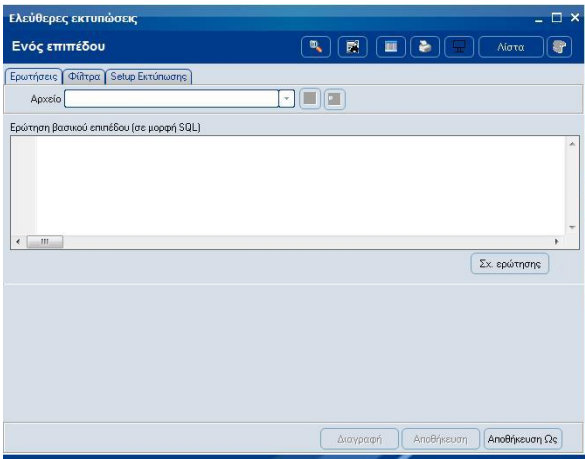 Ελεύθερες εκτυπώσεις
Ενός επιπέδου
Λίστα
Ερωτήσεις Φίλτρα Setup Εκτύπωσης
Αρχείο
Ερώτηση βασικού επιπέδου (σε μορφή SQL)
Σχ. ερώτησης
Διαγραφή Αποθήκευση Αποθήκευση Ως